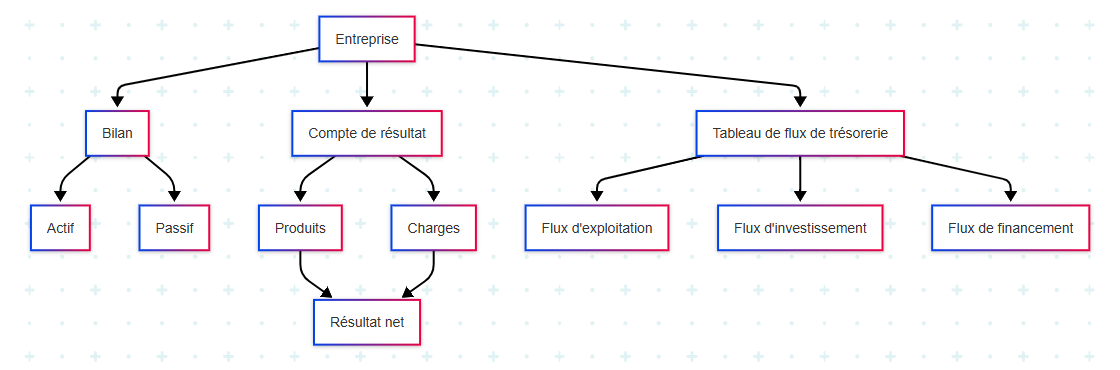 Entreprise
Bilan
Compte de résultat
Tableau de flux de trésorerie
Actif
Passif
Produits
Charges
Flux d'exploitation
Flux d'investissement
Flux de financement
Résultat net